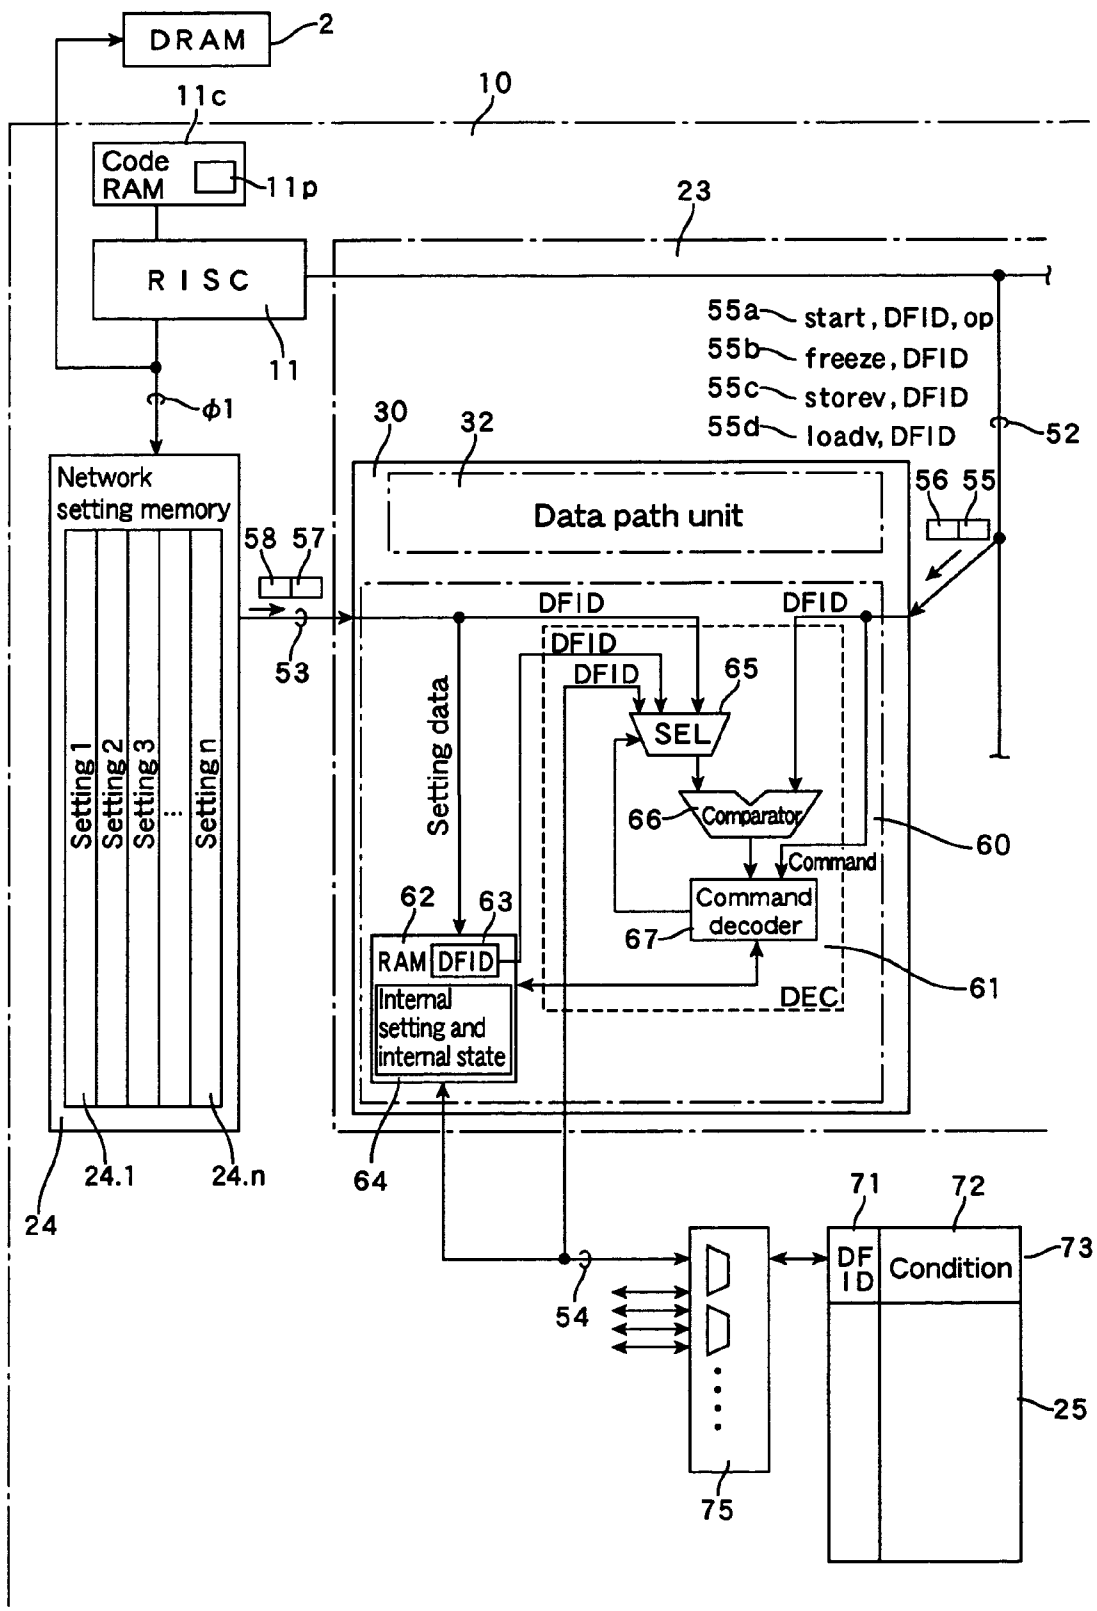 DRAM
2
11c
10
Code
RAM
11p
23
RISC
11
55a start, DFID, op
55b freeze, DFID
55c storev, DFID
55d loadv, DFID
φ1
52
30
32
56
55
Network
setting memory
Data path unit
58
57
53
DFID
DFID
DFID
DFID
65
SEL
Setting data
Setting 1
Setting 2
Setting 3
...
Setting n
66
Comparator
60
Command
62
63
Command
decoder
67
RAM
DFID
61
DEC
Internal
setting and
internal state
24.1
24.n
64
24
71
72
73
DF
ID
Condition
54
25
75